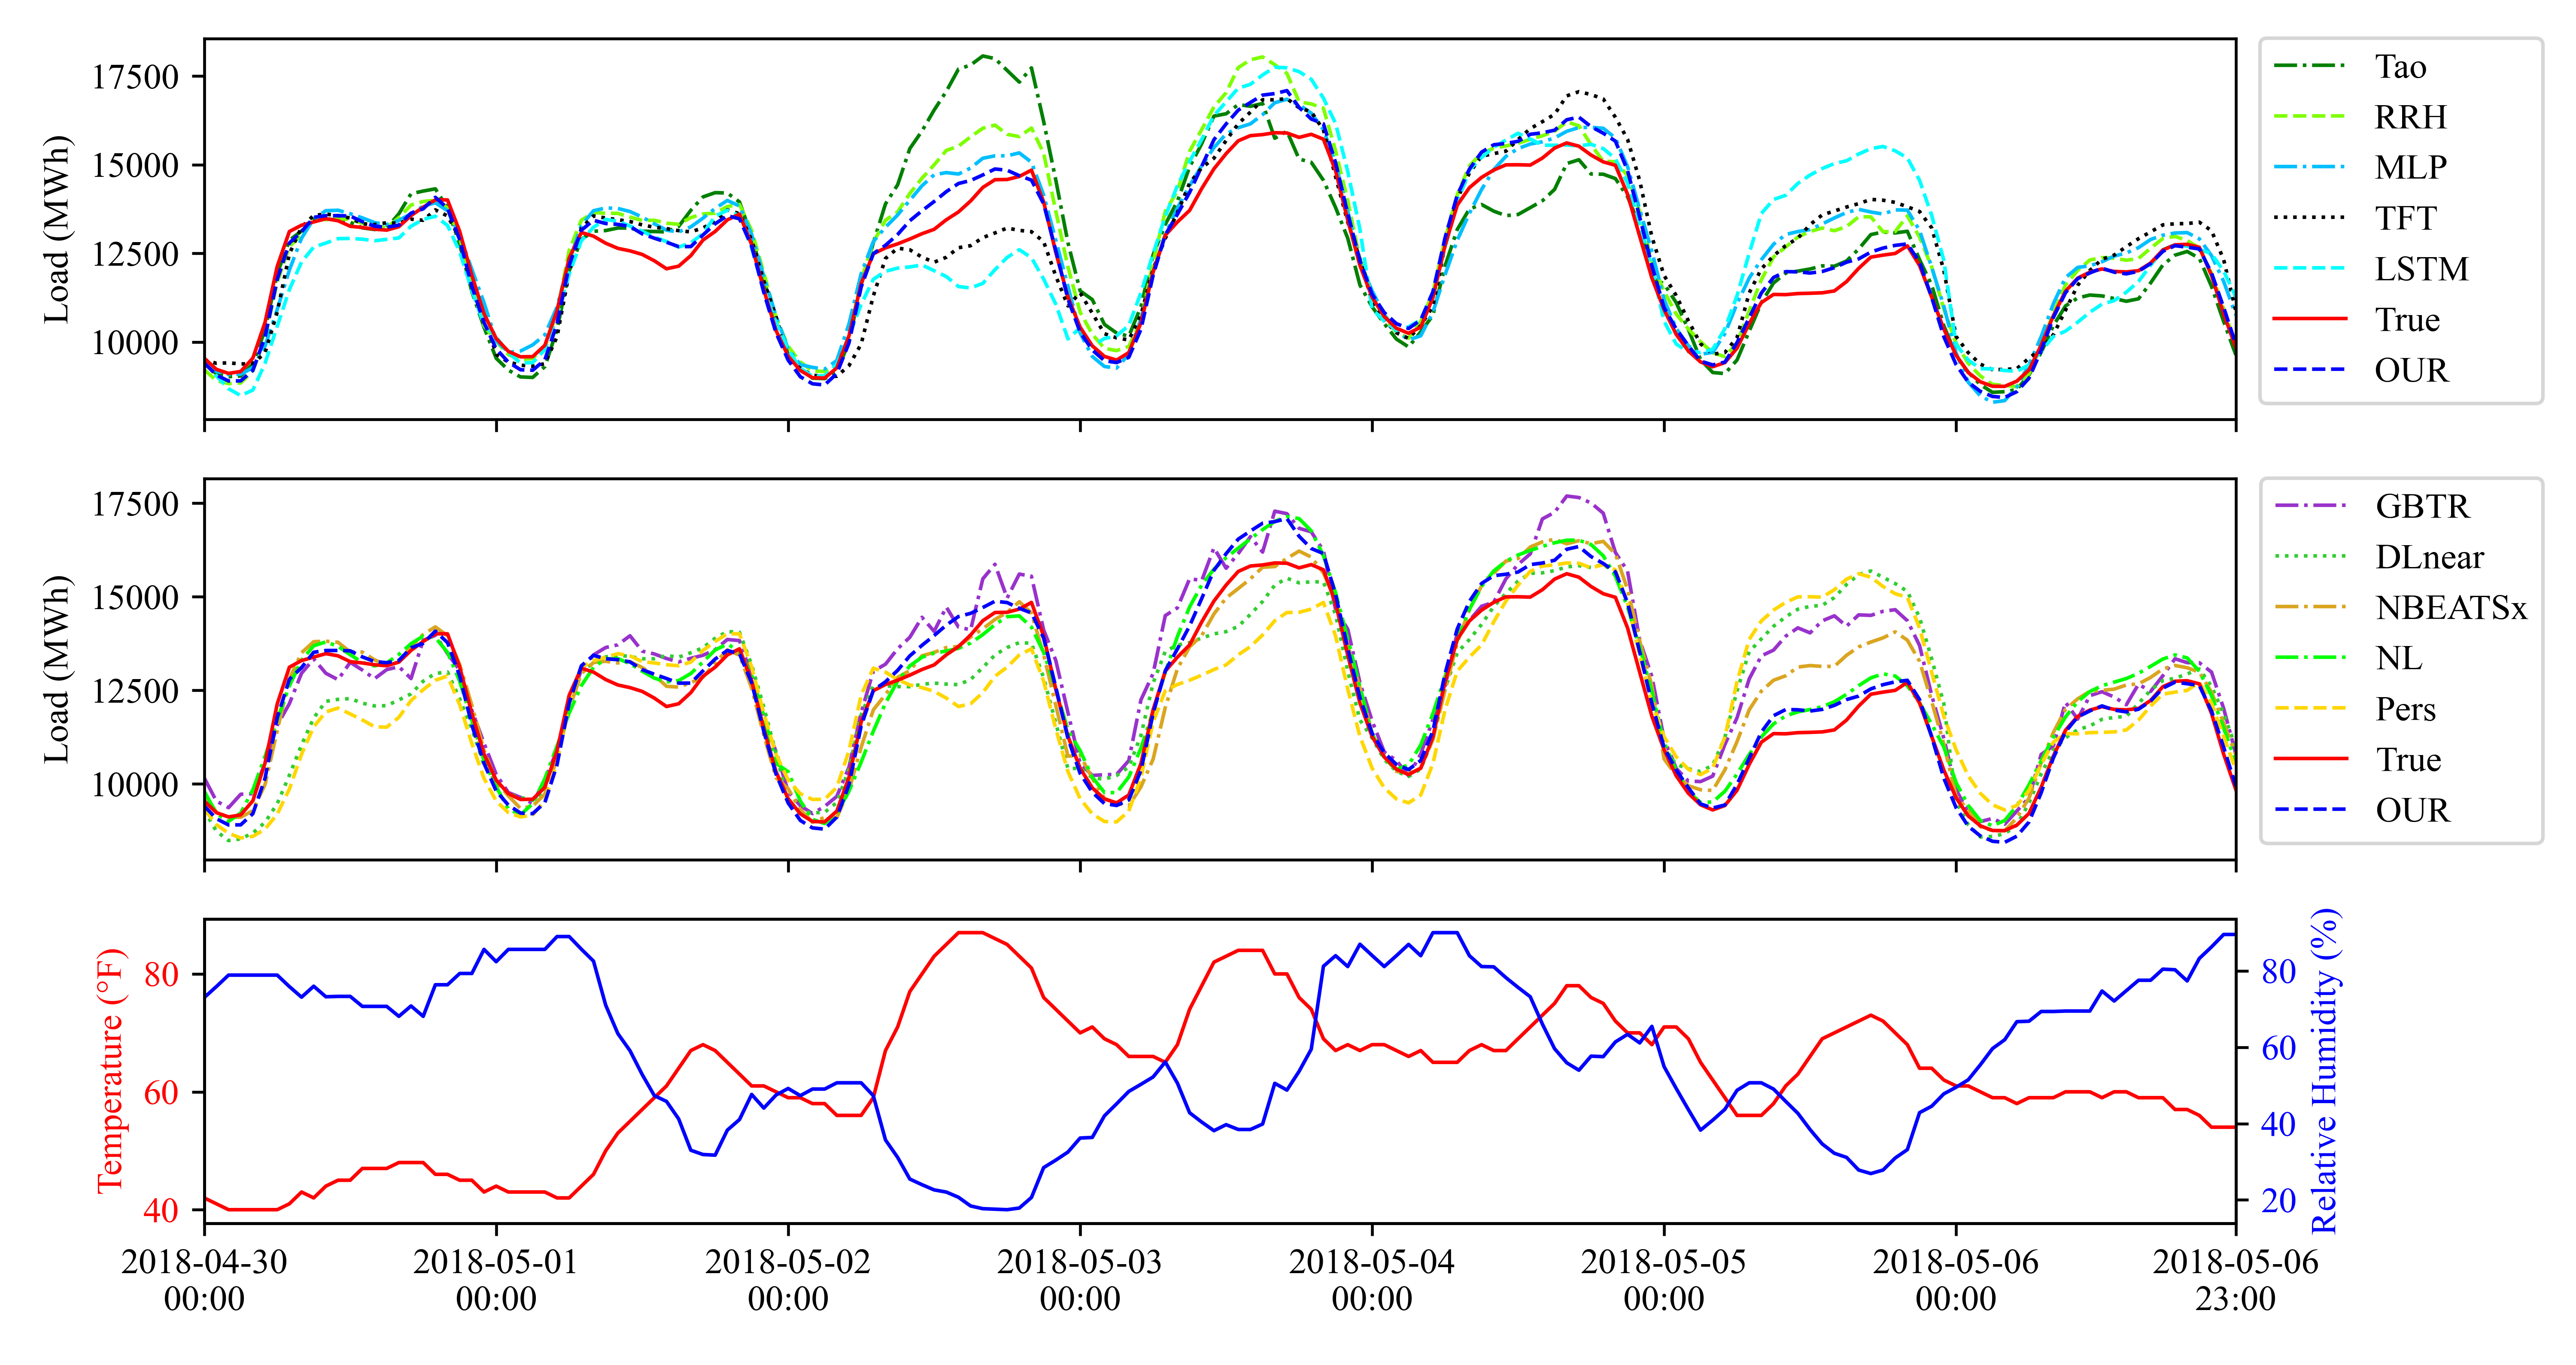 Load (MWh)
17500
15000
12500
10000
Tao
RRH
MLP
TFT
LSTM
True
OUR
Load (MWh)
17500
15000
12500
10000
GBTR
DLnear
NBEATSx
NL
Pers
True
OUR
Temperature (°F)
80
60
40
Relative Humidity (%)
80
60
40
20
2018-04-30
00:00
2018-05-01
00:00
2018-05-02
00:00
2018-05-03
00:00
2018-05-04
00:00
2018-05-05
00:00
2018-05-06
00:00
2018-05-06
23:00